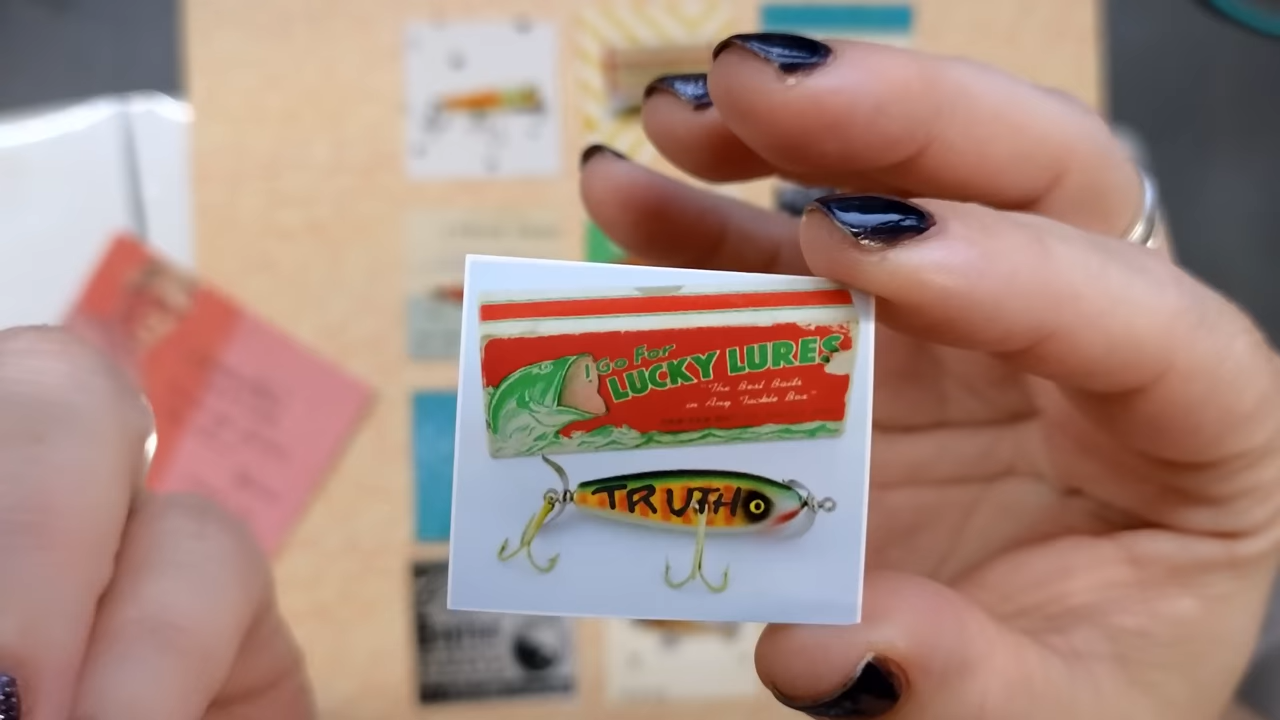 I Go For
LUCKY LURES
"The Best Baits
in Any Tackle Box"
TRUTH